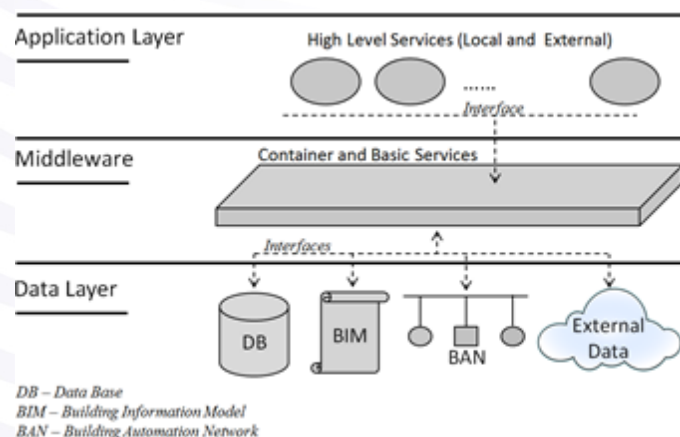 Application Layer
High Level Services (Local and External)
......
Interface
Middleware
Container and Basic Services
Interfaces
Data Layer
DB
BIM
BAN
External
Data
DB – Data Base
BIM – Building Information Model
BAN – Building Automation Network